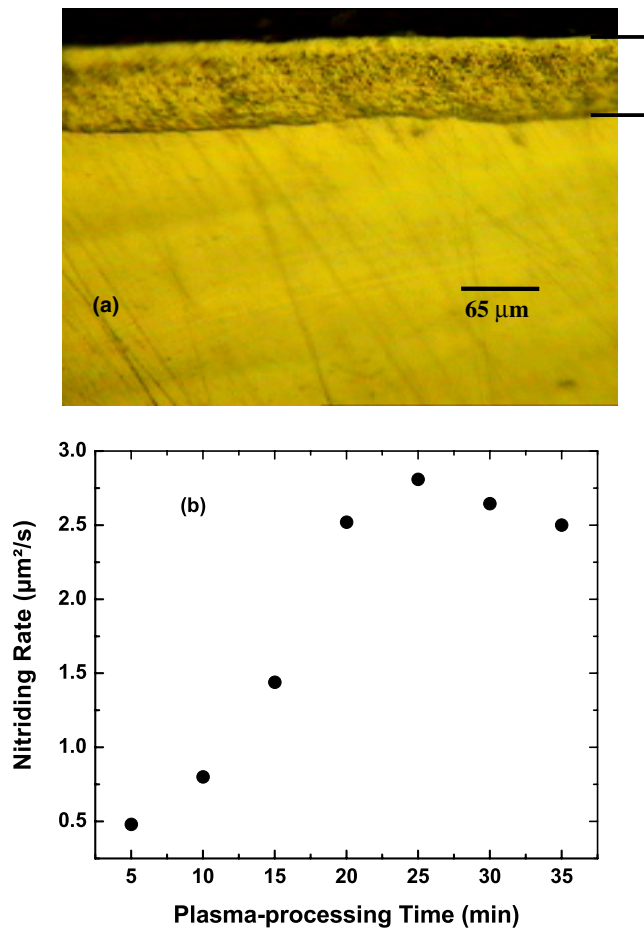 (a)
65 μm
3.0
(b)
2.5
2.0
1.5
1.0
0.5
5 10 15 20 25 30 35
Nitriding Rate (μm²/s)
Plasma-processing Time (min)